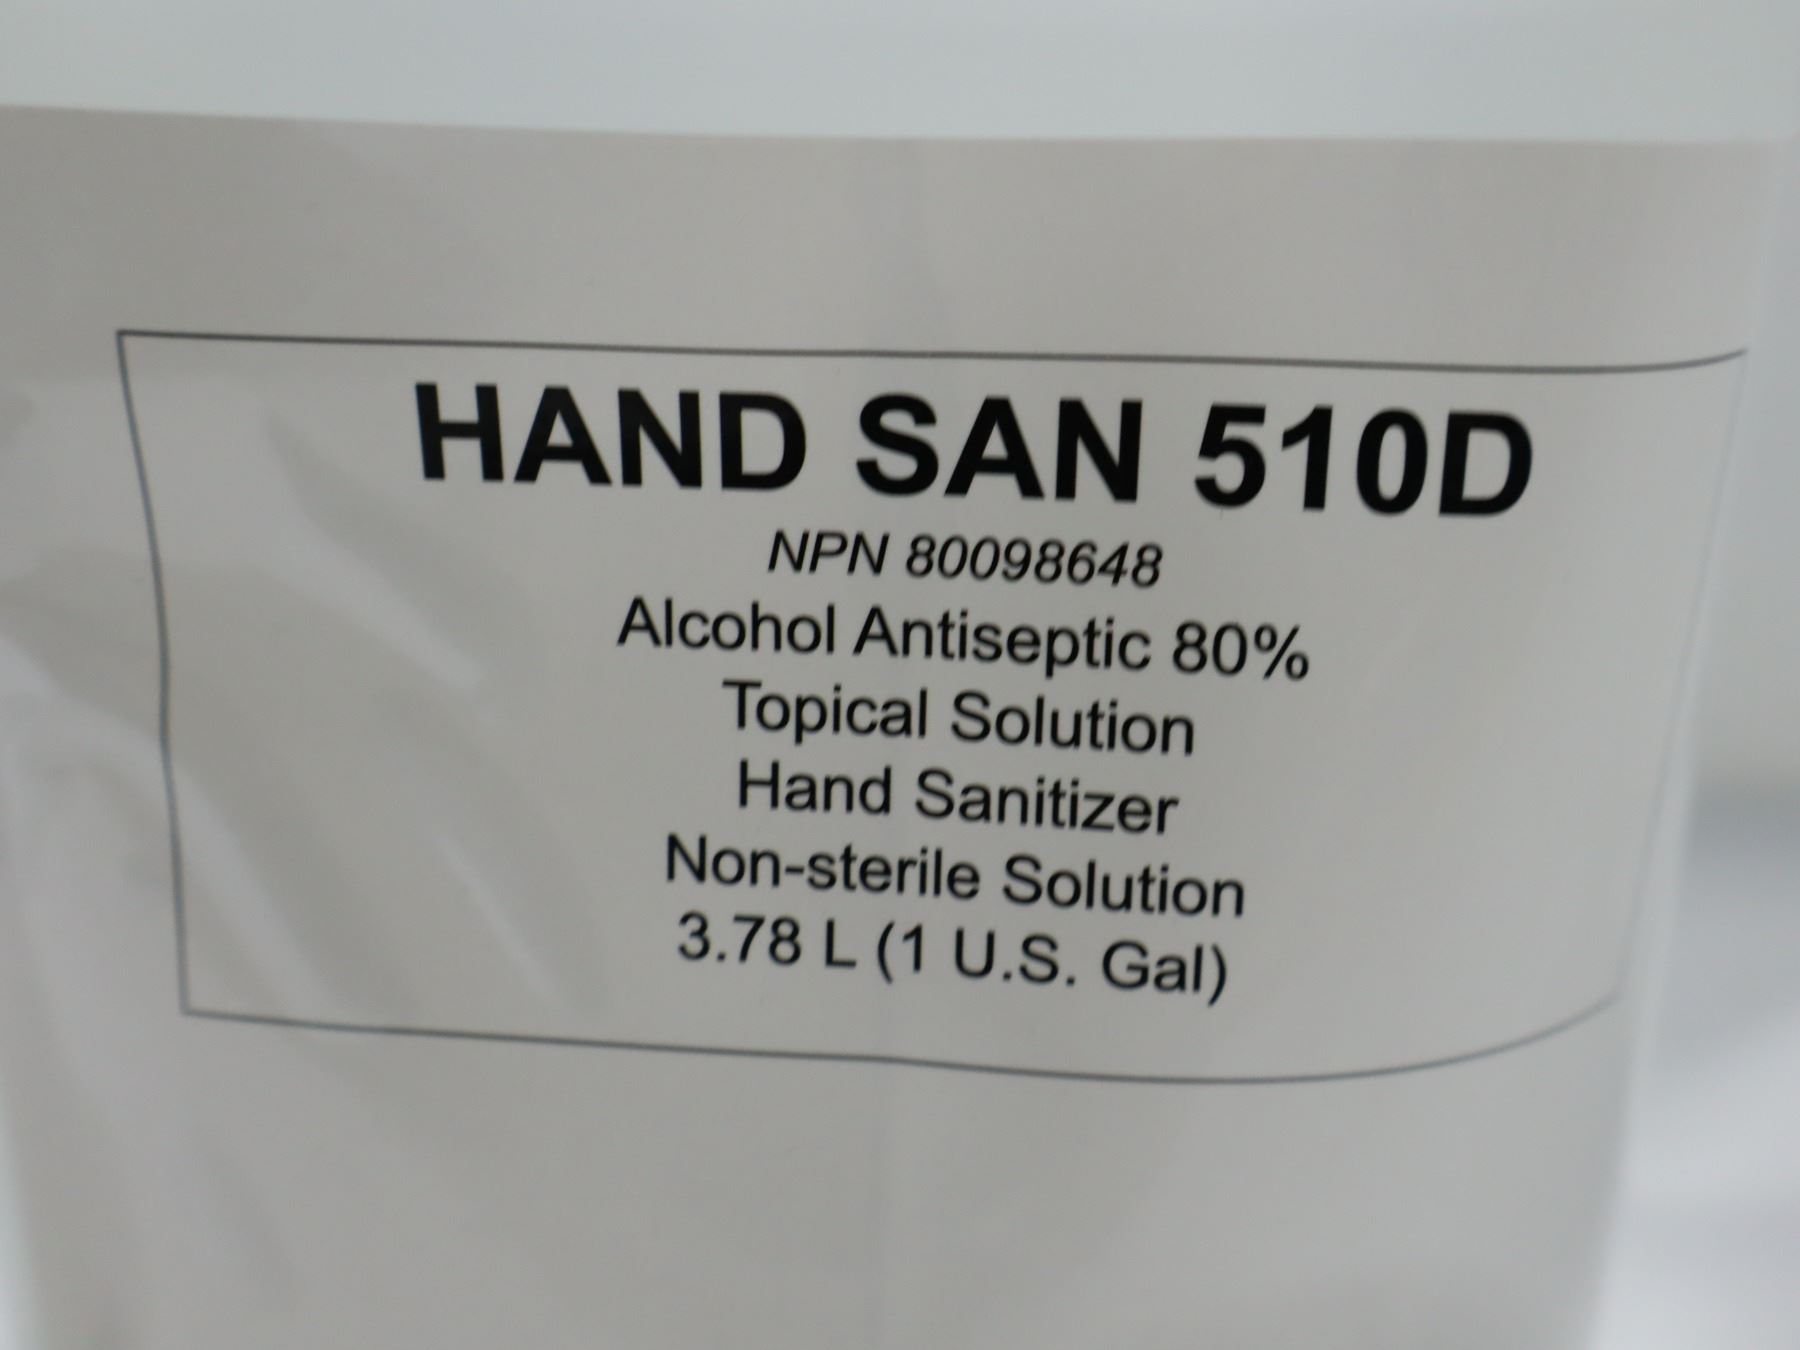 HAND SAN 510D
NPN 80098648
Alcohol Antiseptic 80%
Topical Solution
Hand Sanitizer
Non-sterile Solution
3.78 L (1 U.S. Gal)